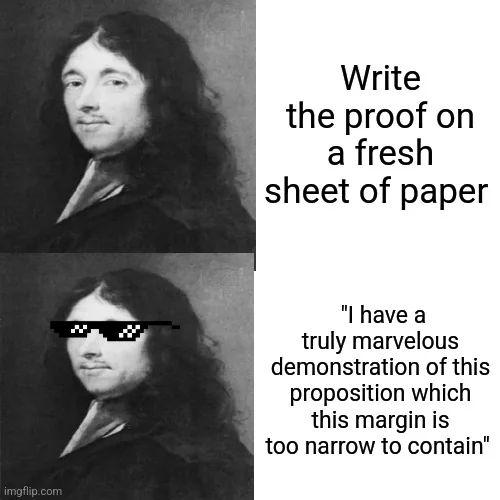 Write
the proof on
a fresh
sheet of paper
"I have a
truly marvelous
demonstration of this
proposition which
this margin is
too narrow to contain"
imgflip.com